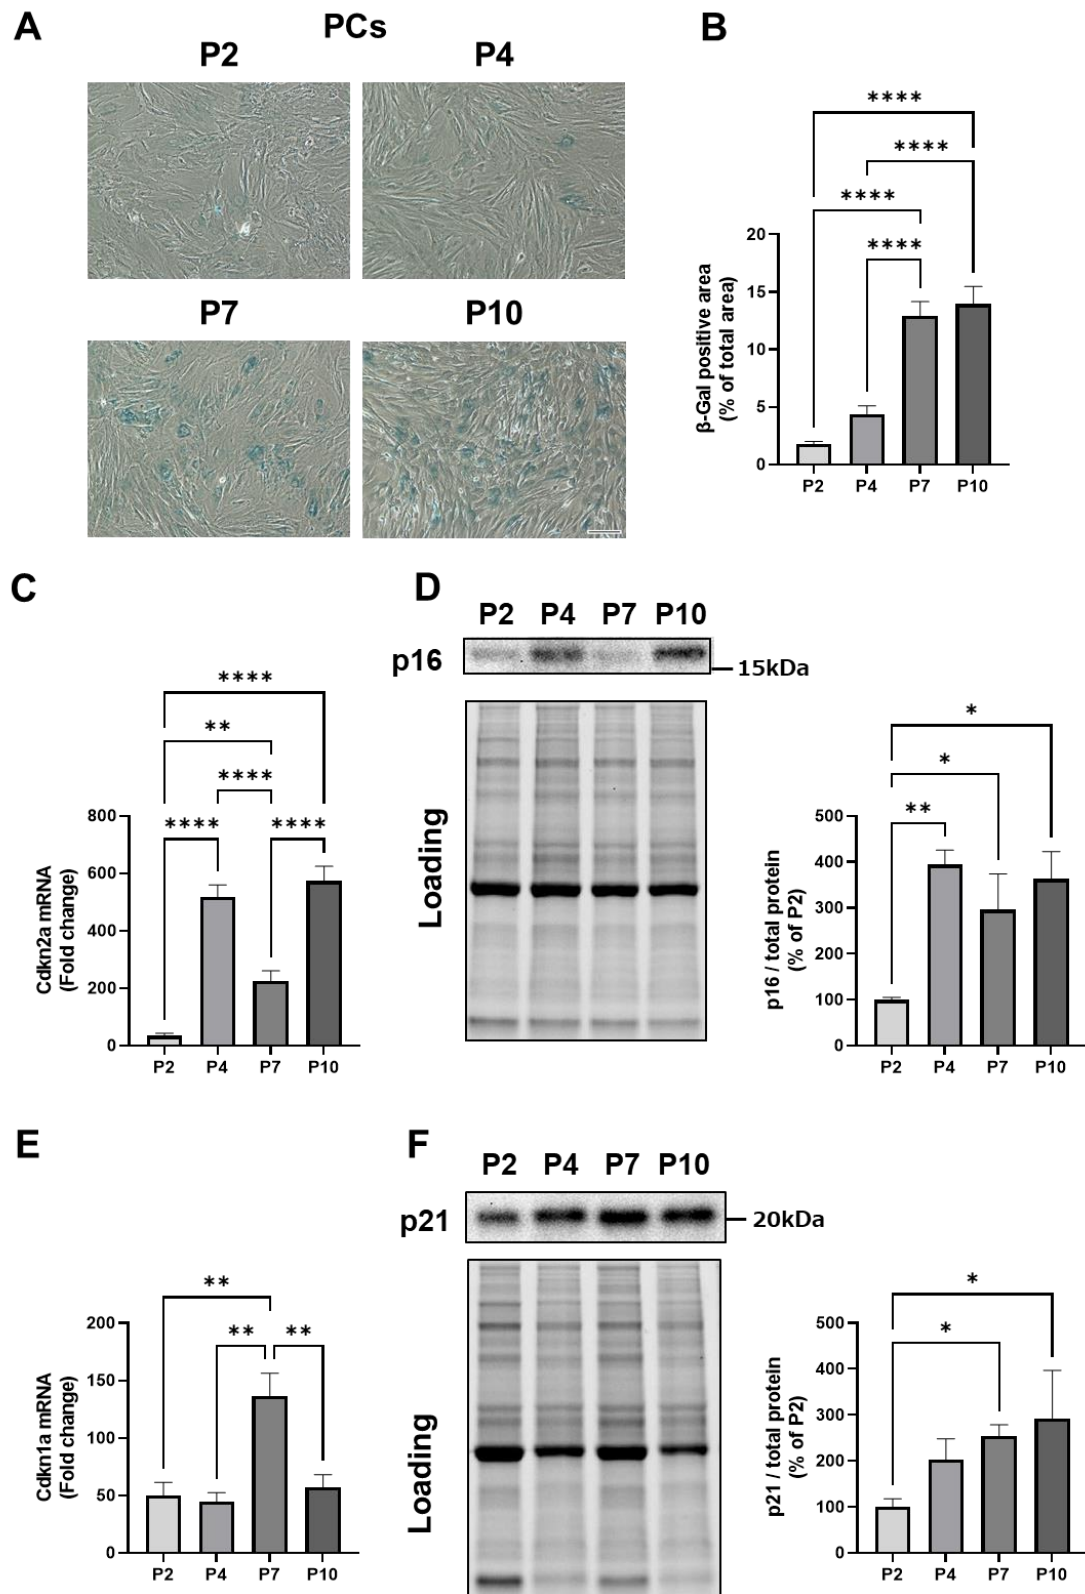 A
PCs
P2 P4
P7 P10
B
**** 
****
****
****
20
15
10
5
0
β-Gal positive area
(% of total area)
P2 P4 P7 P10
C
****
**
****
**** ****
800
600
400
200
0
Cdkn2a mRNA
(Fold change)
P2 P4 P7 P10
D
P2 P4 P7 P10
p16
15kDa
Loading
*
*
**
500
400
300
200
100
0
p16 / total protein
(% of P2)
P2 P4 P7 P10
E
**
** **
200
150
100
50
0
Cdkn1a mRNA
(Fold change)
P2 P4 P7 P10
F
P2 P4 P7 P10
p21
20kDa
Loading
*
*
500
400
300
200
100
0
p21 / total protein
(% of P2)
P2 P4 P7 P10